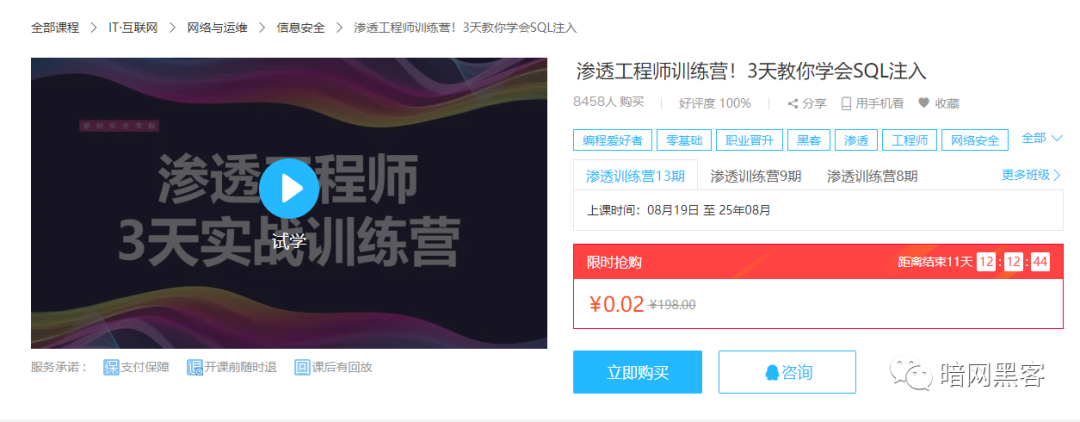 全部课程 > IT·互联网 > 网络与运维 > 信息安全 > 渗透工程师训练营！3天教你学会SQL注入
渗透工程师
3天实战训练营
试学
服务承诺： 保 支付保障 退 开课前随时退 回 课后有回放
渗透工程师训练营！3天教你学会SQL注入
8458人 购买 好评度 100% 分享 用手机看 收藏
编程爱好者 零基础 职业晋升 黑客 渗透 工程师 网络安全 全部
渗透训练营13期 渗透训练营9期 渗透训练营8期 更多班级 >
上课时间： 08月19日 至 25年08月
限时抢购 距离结束11天 12 : 12 : 44
¥0.02 ¥198.00
立即购买 咨询
暗网黑客